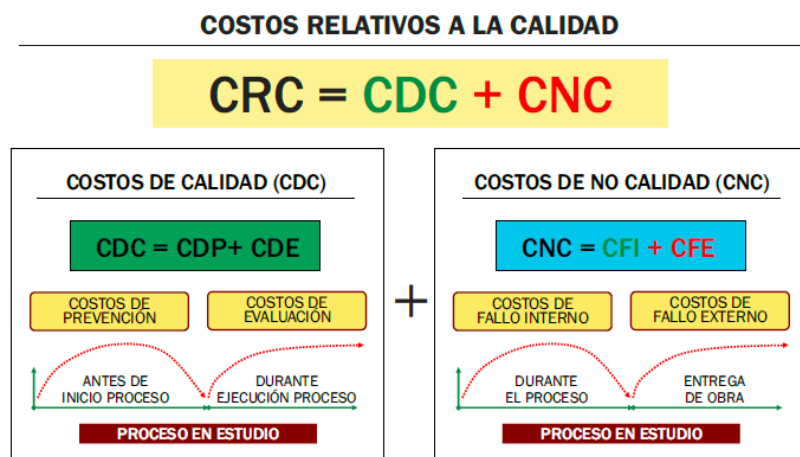 COSTOS RELATIVOS A LA CALIDAD
CRC = CDC + CNC
COSTOS DE CALIDAD (CDC)
CDC = CDP+ CDE
COSTOS DE
PREVENCIÓN
COSTOS DE
EVALUACIÓN
ANTES DE
INICIO PROCESO
DURANTE
EJECUCIÓN PROCESO
PROCESO EN ESTUDIO
+
COSTOS DE NO CALIDAD (CNC)
CNC = CFI + CFE
COSTOS DE
FALLO INTERNO
COSTOS DE
FALLO EXTERNO
DURANTE
EL PROCESO
ENTREGA
DE OBRA
PROCESO EN ESTUDIO